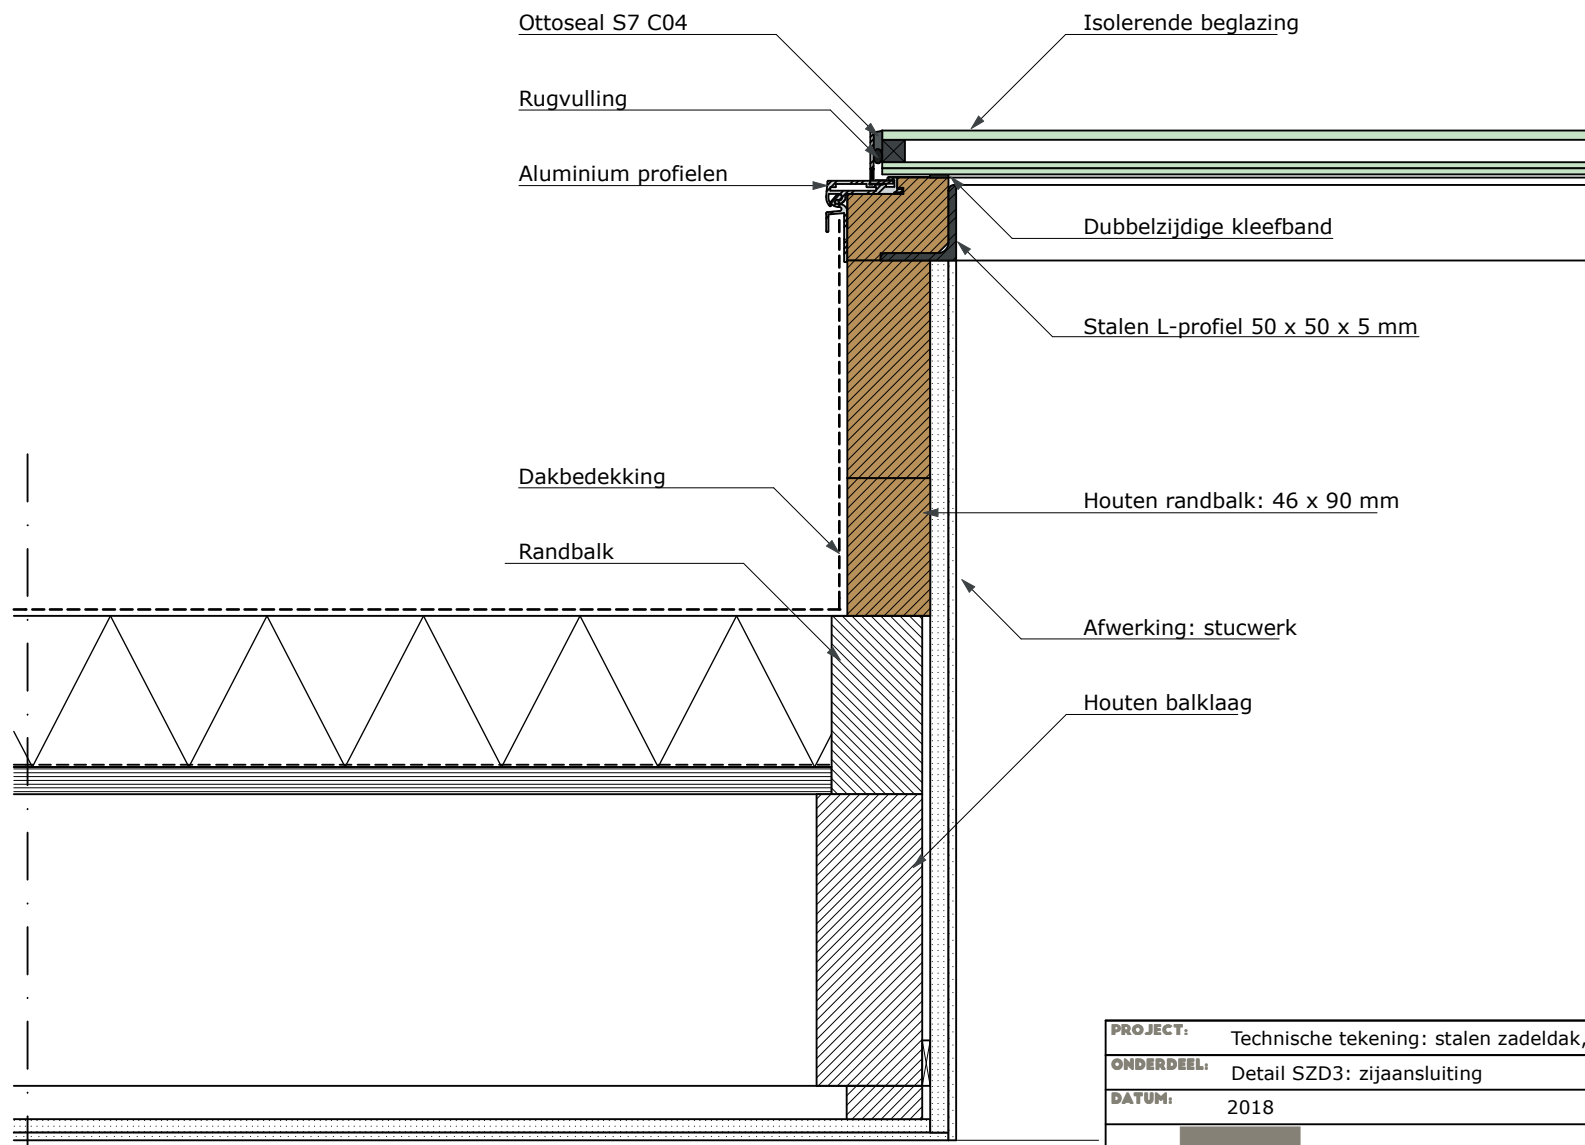 Ottoseal S7 C04
Isolerende beglazing
Rugvulling
Aluminium profielen
Dubbelzijdige kleefband
Stalen L-profiel 50 x 50 x 5 mm
Dakbedekking
Houten randbalk: 46 x 90 mm
Randbalk
Afwerking: stucwerk
Houten balklaag
PROJECT: Technische tekening: stalen zadeldak,
ONDERDEEL: Detail SZD3: zijaansluiting
DATUM: 2018